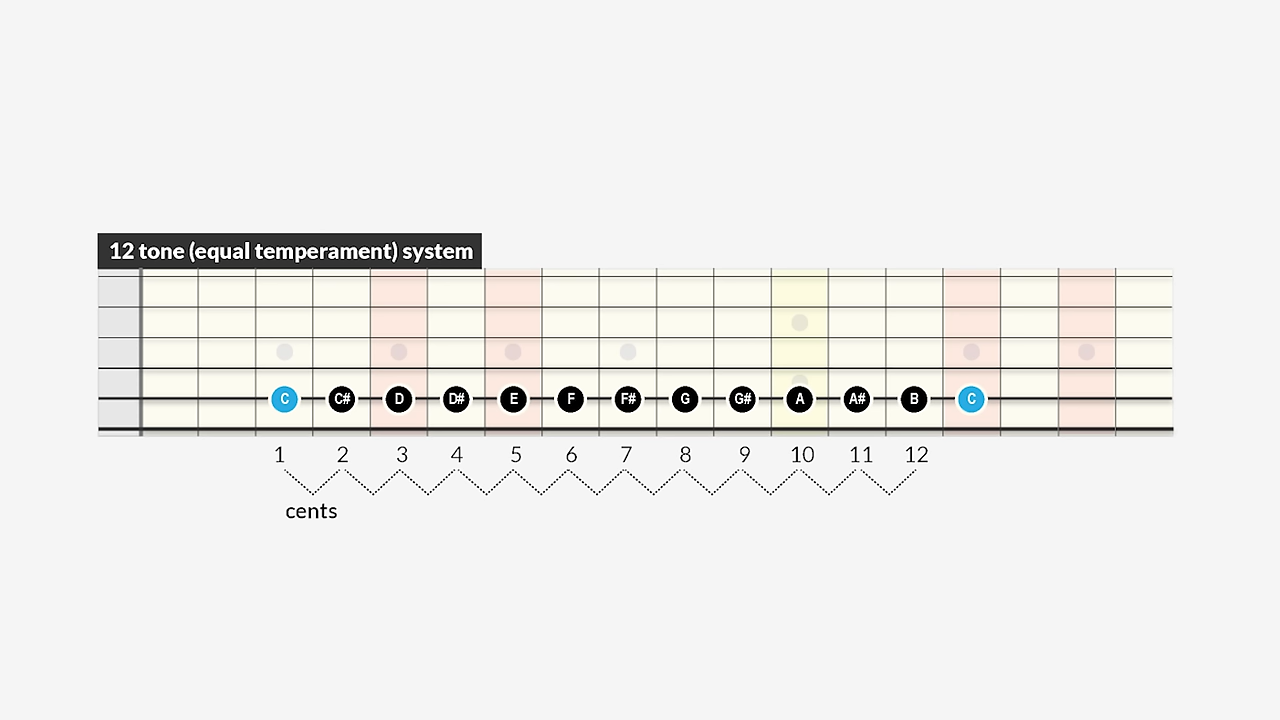 12 tone (equal temperament) system
C C# D D# E F F# G G# A A# B C
1 2 3 4 5 6 7 8 9 10 11 12
cents